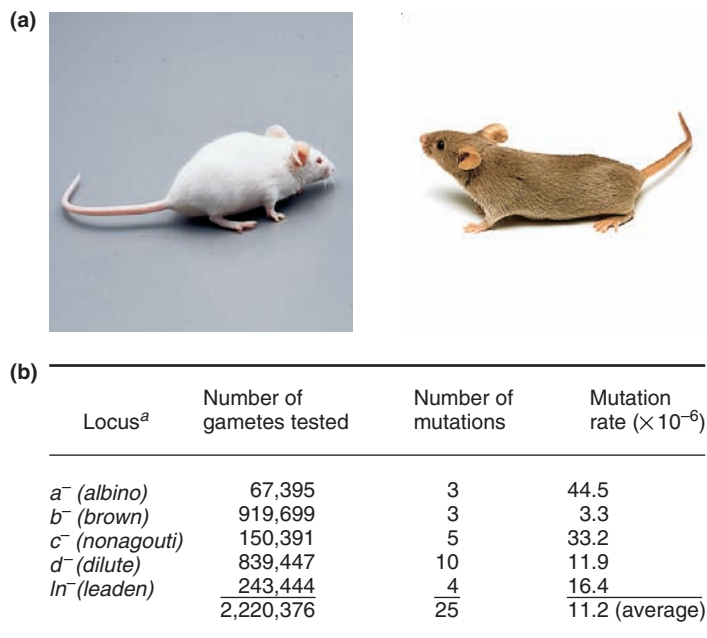 (a)
(b)
Locusᵃ Number of gametes tested Number of mutations Mutation rate (×10⁻⁶)
a⁻ (albino) 67,395 3 44.5
b⁻ (brown) 919,699 3 3.3
c⁻ (nonagouti) 150,391 5 33.2
d⁻ (dilute) 839,447 10 11.9
ln⁻ (leaden) 243,444 4 16.4
2,220,376 25 11.2 (average)